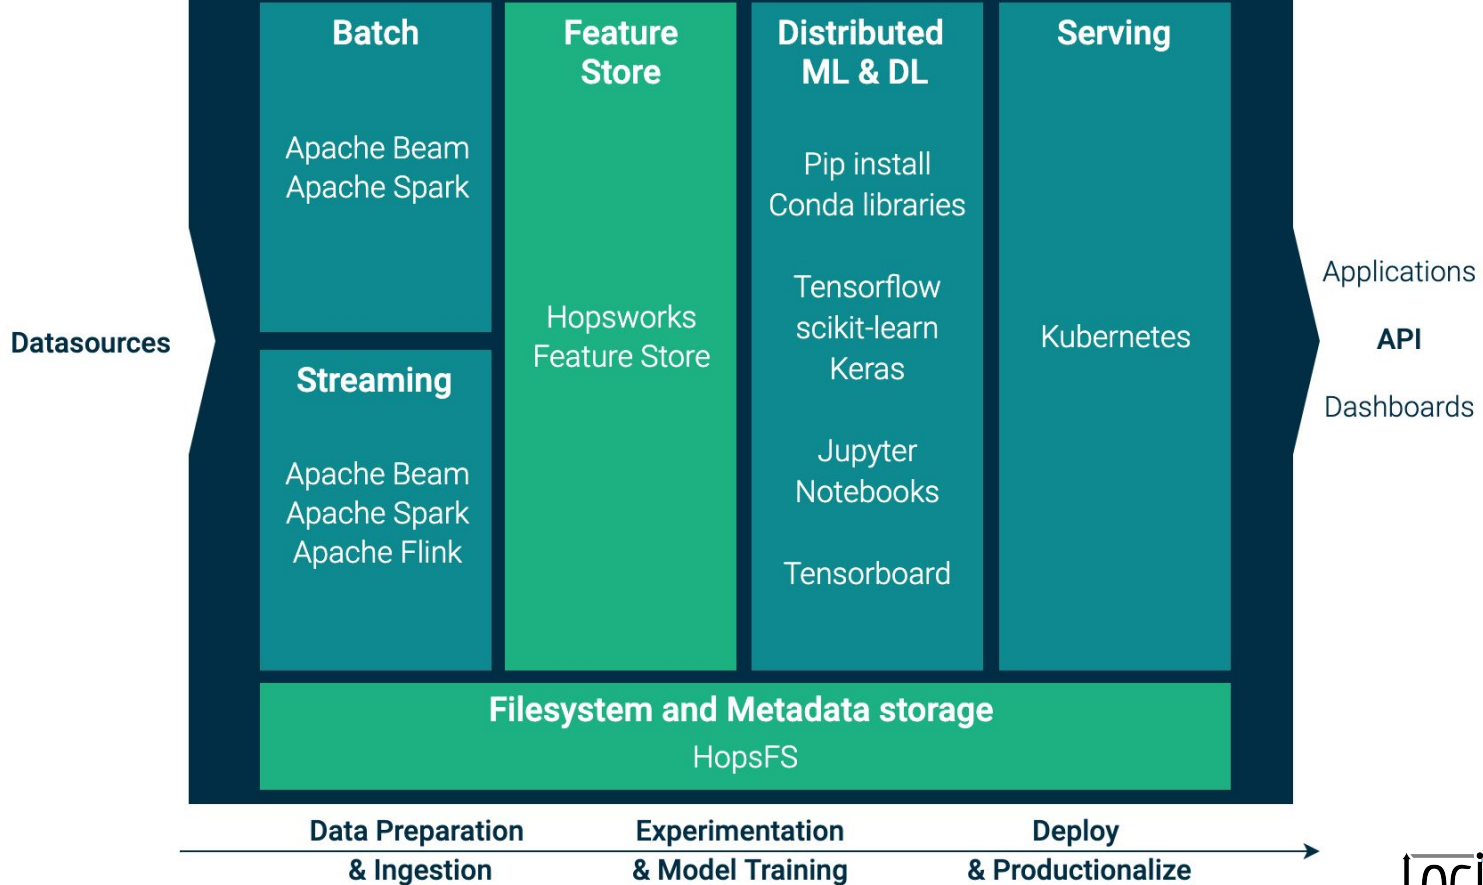 Datasources
Batch
Apache Beam
Apache Spark
Streaming
Apache Beam
Apache Spark
Apache Flink
Feature
Store
Hopsworks
Feature Store
Distributed
ML & DL
Pip install
Conda libraries
Tensorflow
scikit-learn
Keras
Jupyter
Notebooks
Tensorboard
Serving
Kubernetes
Applications
API
Dashboards
Filesystem and Metadata storage
HopsFS
Data Preparation
& Ingestion
Experimentation
& Model Training
Deploy
& Productionalize